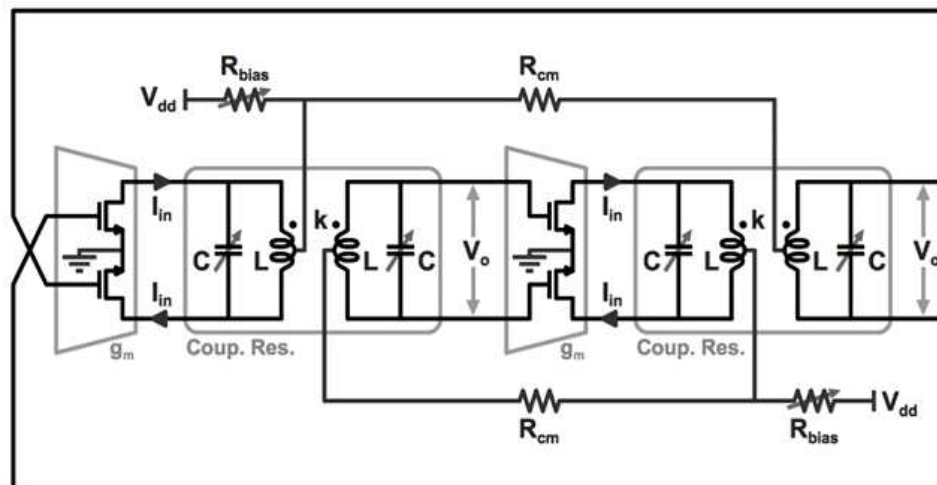 R_bias
R_cm
V_dd
I_in
k
I_in
k
C
L
L
C
V_o
C
L
L
C
V_o
I_in
I_in
g_m
Coup. Res.
g_m
Coup. Res.
R_cm
R_bias
V_dd